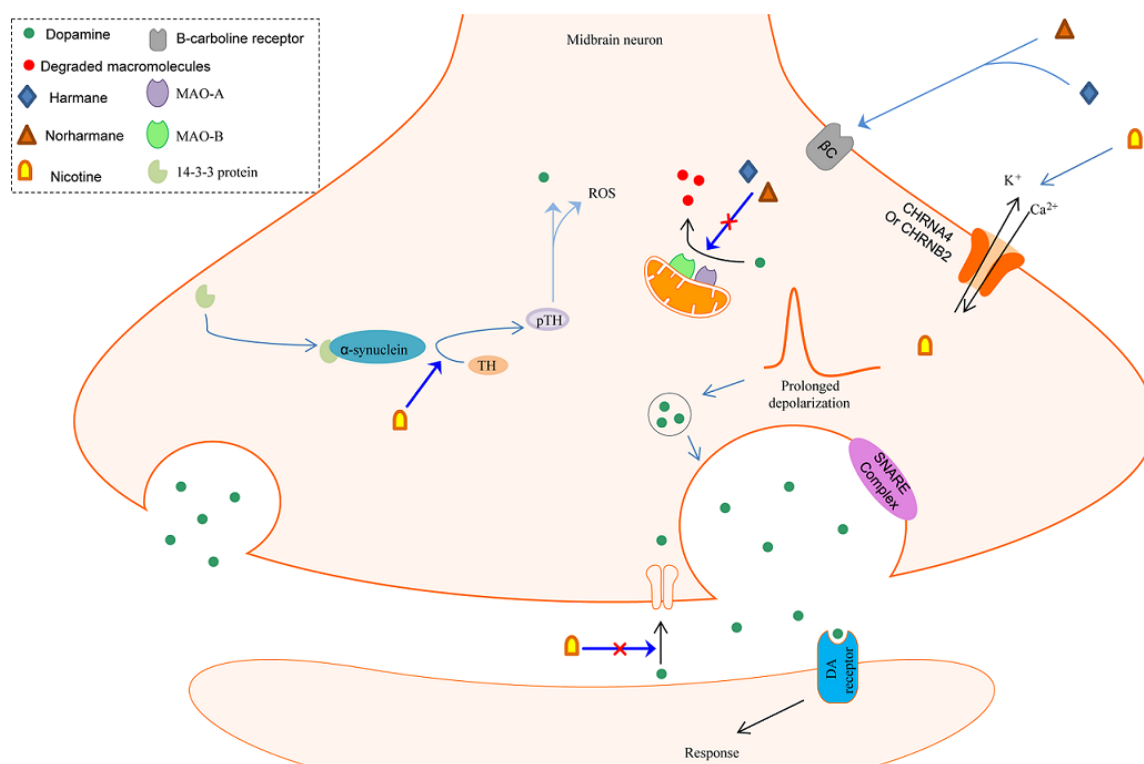 Dopamine
B-carboline receptor
Degraded macromolecules
Harmane
MAO-A
Norharmane
MAO-B
Nicotine
14-3-3 protein
Midbrain neuron
βC
K+
Ca2+
CHRNA4
Or CHRNB2
ROS
pTH
α-synuclein
TH
Prolonged
depolarization
SNARE
Complex
DA
receptor
Response